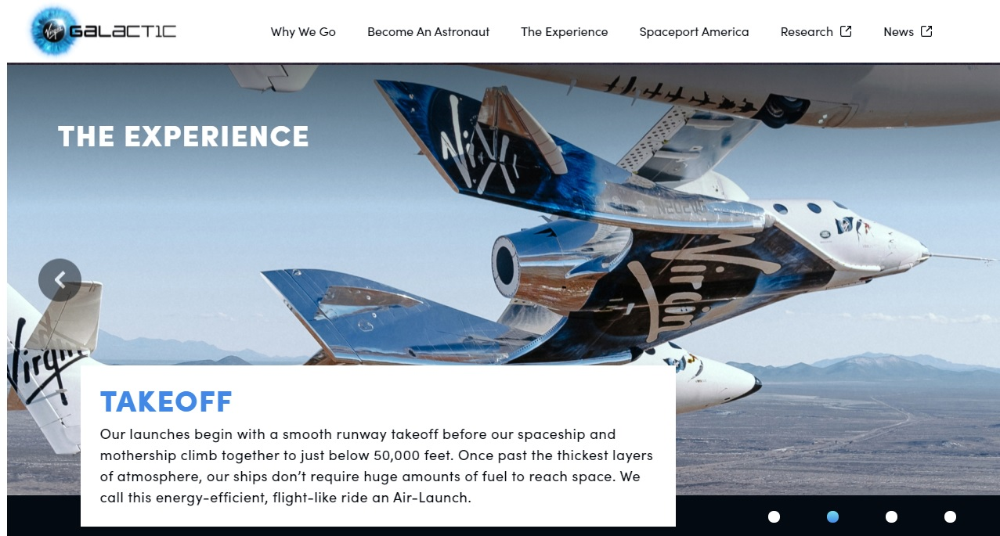 Virgin GALACTIC
Why We Go
Become An Astronaut
The Experience
Spaceport America
Research
News
THE EXPERIENCE
Virgin
Virgin
TAKEOFF
Our launches begin with a smooth runway takeoff before our spaceship and
mothership climb together to just below 50,000 feet. Once past the thickest layers
of atmosphere, our ships don’t require huge amounts of fuel to reach space. We
call this energy-efficient, flight-like ride an Air-Launch.